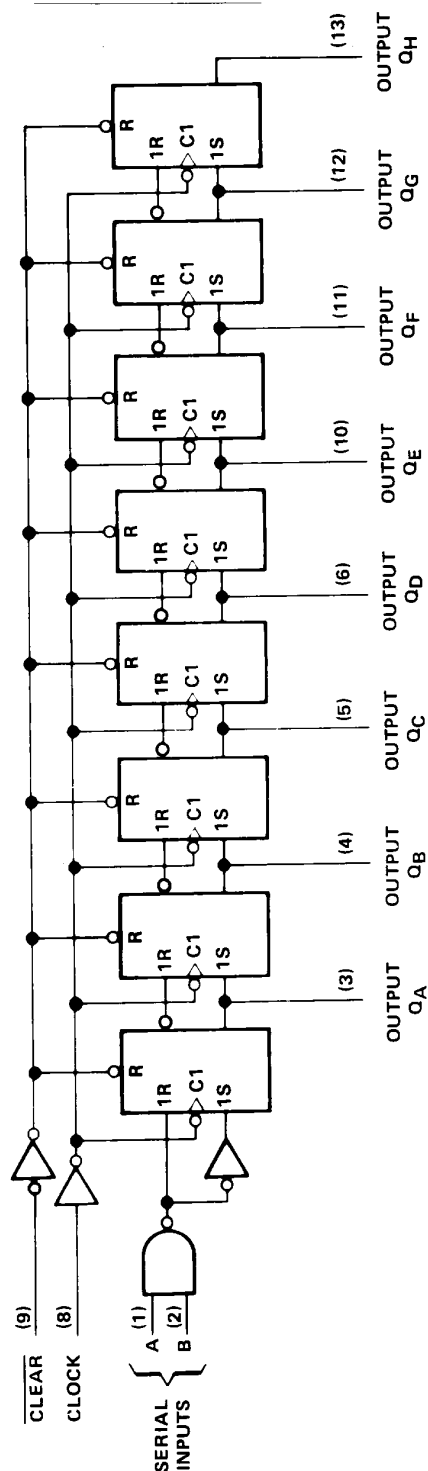 CLEAR (9)
CLOCK (8)
SERIAL INPUTS
A (1)
B (2)
R 1R C1 1S
R 1R C1 1S
R 1R C1 1S
R 1R C1 1S
R 1R C1 1S
R 1R C1 1S
R 1R C1 1S
R 1R C1 1S
(3) OUTPUT QA
(4) OUTPUT QB
(5) OUTPUT QC
(6) OUTPUT QD
(10) OUTPUT QE
(11) OUTPUT QF
(12) OUTPUT QG
(13) OUTPUT QH